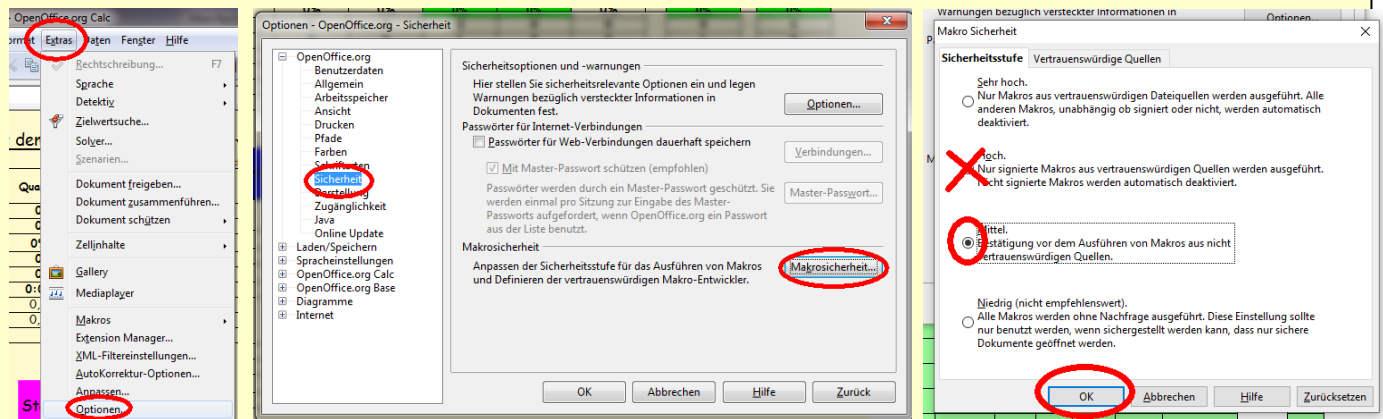 - OpenOffice.org Calc
Extras Daten Fenster Hilfe
Rechtschreibung... F7
Sprache
Detektiv
Zielwertsuche...
Solver...
Szenarien...
Dokument freigeben...
Dokument zusammenführen...
Dokument schützen
Zellinhalte
Gallery
Mediaplayer
Makros
Extension Manager...
XML-Filtereinstellungen...
AutoKorrektur-Optionen...
Anpassen...
Optionen...
der
Qua
0:0
0,
St
Optionen - OpenOffice.org - Sicherheit
OpenOffice.org
Benutzerdaten
Allgemein
Arbeitsspeicher
Ansicht
Drucken
Pfade
Farben
Schriftarten
Sicherheit
Darstellung
Zugänglichkeit
Java
Online Update
Laden/Speichern
Spracheinstellungen
OpenOffice.org Calc
OpenOffice.org Base
Diagramme
Internet
Sicherheitsoptionen und -warnungen
Hier stellen Sie sicherheitsrelevante Optionen ein und legen
Warnungen bezüglich versteckter Informationen in
Dokumenten fest.
Optionen...
Passwörter für Internet-Verbindungen
Passwörter für Web-Verbindungen dauerhaft speichern
Verbindungen...
Mit Master-Passwort schützen (empfohlen)
Passwörter werden durch ein Master-Passwort geschützt. Sie
werden einmal pro Sitzung zur Eingabe des Master-
Passworts aufgefordert, wenn OpenOffice.org ein Passwort
aus der Liste benutzt.
Master-Passwort...
Makrosicherheit
Anpassen der Sicherheitsstufe für das Ausführen von Makros
und Definieren der vertrauenswürdigen Makro-Entwickler.
Makrosicherheit...
OK Abbrechen Hilfe Zurück
Warnungen bezüglich versteckter Informationen in
Optionen...
Makro Sicherheit
Sicherheitsstufe Vertrauenswürdige Quellen
Sehr hoch.
Nur Makros aus vertrauenswürdigen Dateiquellen werden ausgeführt. Alle
anderen Makros, unabhängig ob signiert oder nicht, werden automatisch
deaktiviert.
Hoch.
Nur signierte Makros aus vertrauenswürdigen Quellen werden ausgeführt.
Nicht signierte Makros werden automatisch deaktiviert.
Mittel.
Bestätigung vor dem Ausführen von Makros aus nicht
vertrauenswürdigen Quellen.
Niedrig (nicht empfehlenswert).
Alle Makros werden ohne Nachfrage ausgeführt. Diese Einstellung sollte
nur benutzt werden, wenn sichergestellt werden kann, dass nur sichere
Dokumente geöffnet werden.
OK Abbrechen Hilfe Zurücksetzen